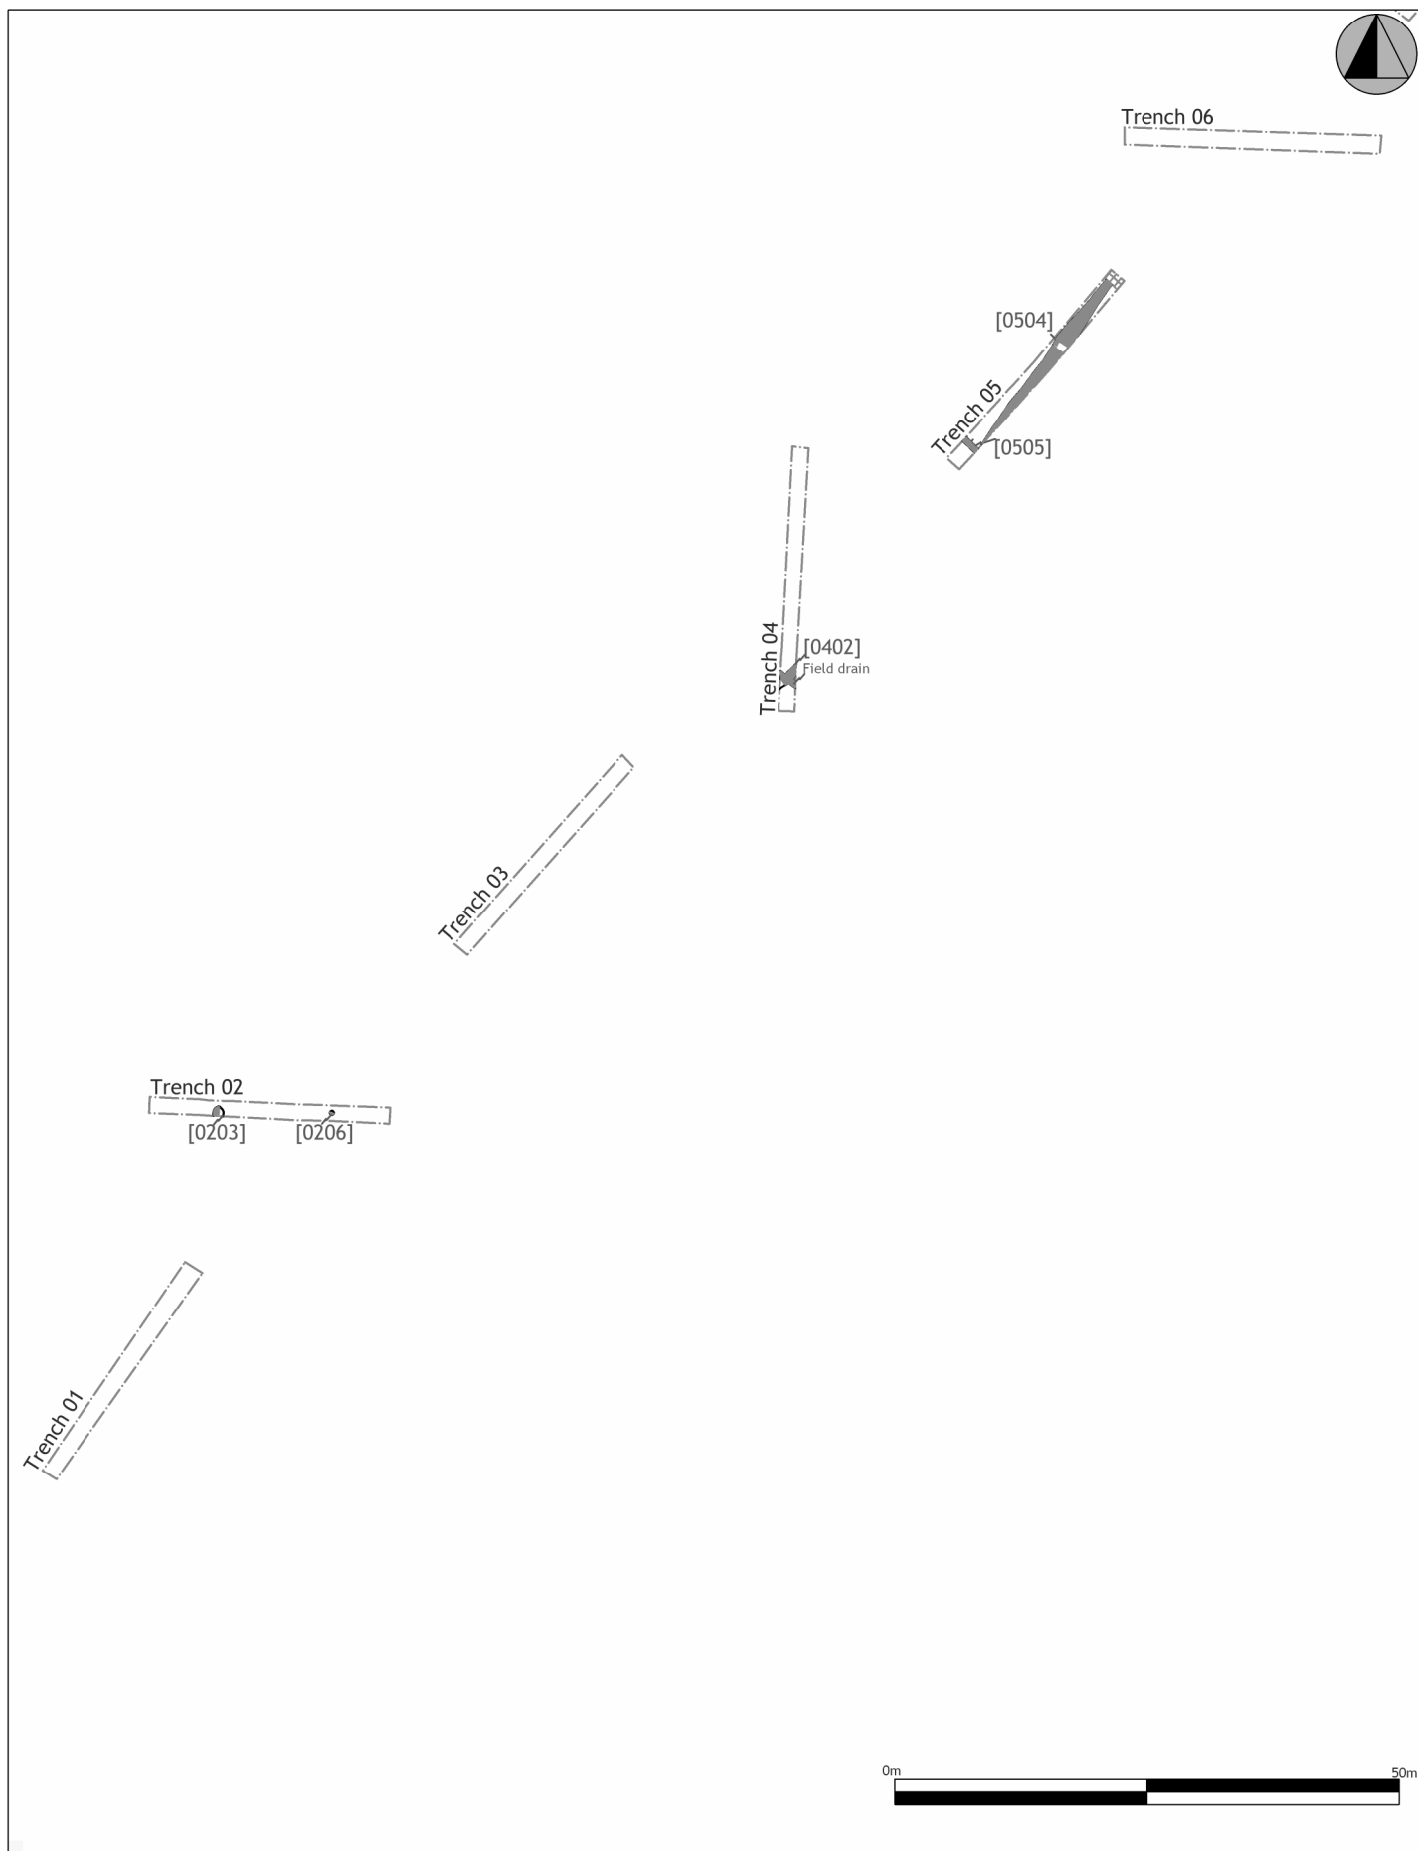 Trench 06
[0504]
Trench 05
[0505]
Trench 04
[0402]
Field drain
Trench 03
Trench 02
[0203]
[0206]
Trench 01
0m
50m